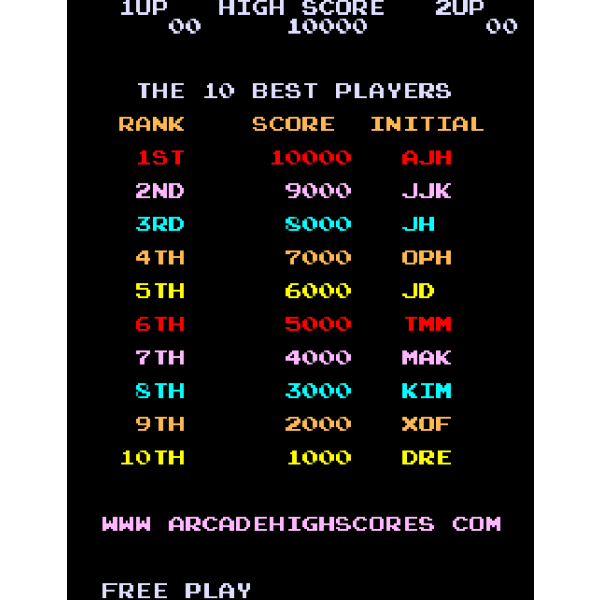 1UP HIGH SCORE 2UP
00 10000 00
THE 10 BEST PLAYERS
RANK SCORE INITIAL
1ST 10000 AJH
2ND 9000 JJK
3RD 8000 JH
4TH 7000 OPH
5TH 6000 JD
6TH 5000 TMM
7TH 4000 MAK
8TH 3000 KIM
9TH 2000 XOF
10TH 1000 DRE
WWW ARCADEHIGHSCORES COM
FREE PLAY